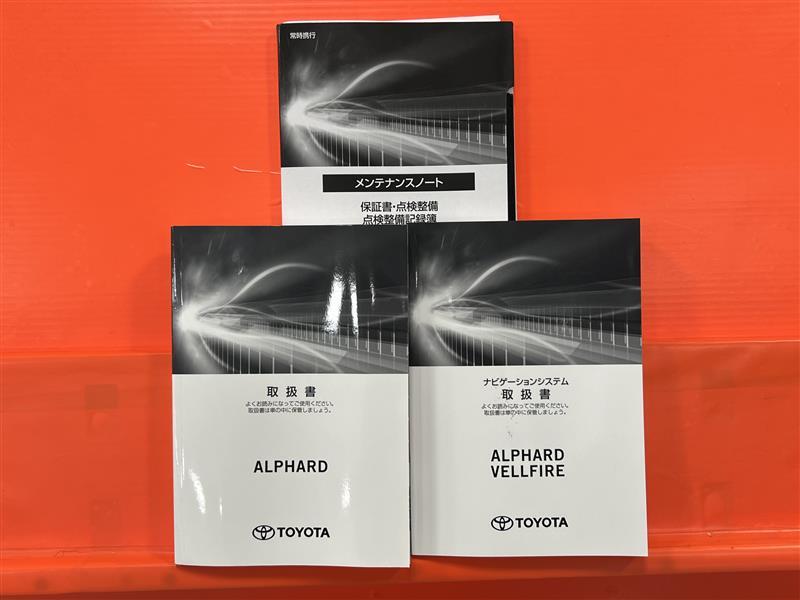 常時携行
メンテナンスノート
保証書・点検整備
点検整備記録簿
取扱書
よくお読みになってご使用ください。
取扱書は車の中に保管しましょう。
ALPHARD
TOYOTA
ナビゲーションシステム
取扱書
よくお読みになってご使用ください。
取扱書は車の中に保管しましょう。
ALPHARD
VELLFIRE
TOYOTA